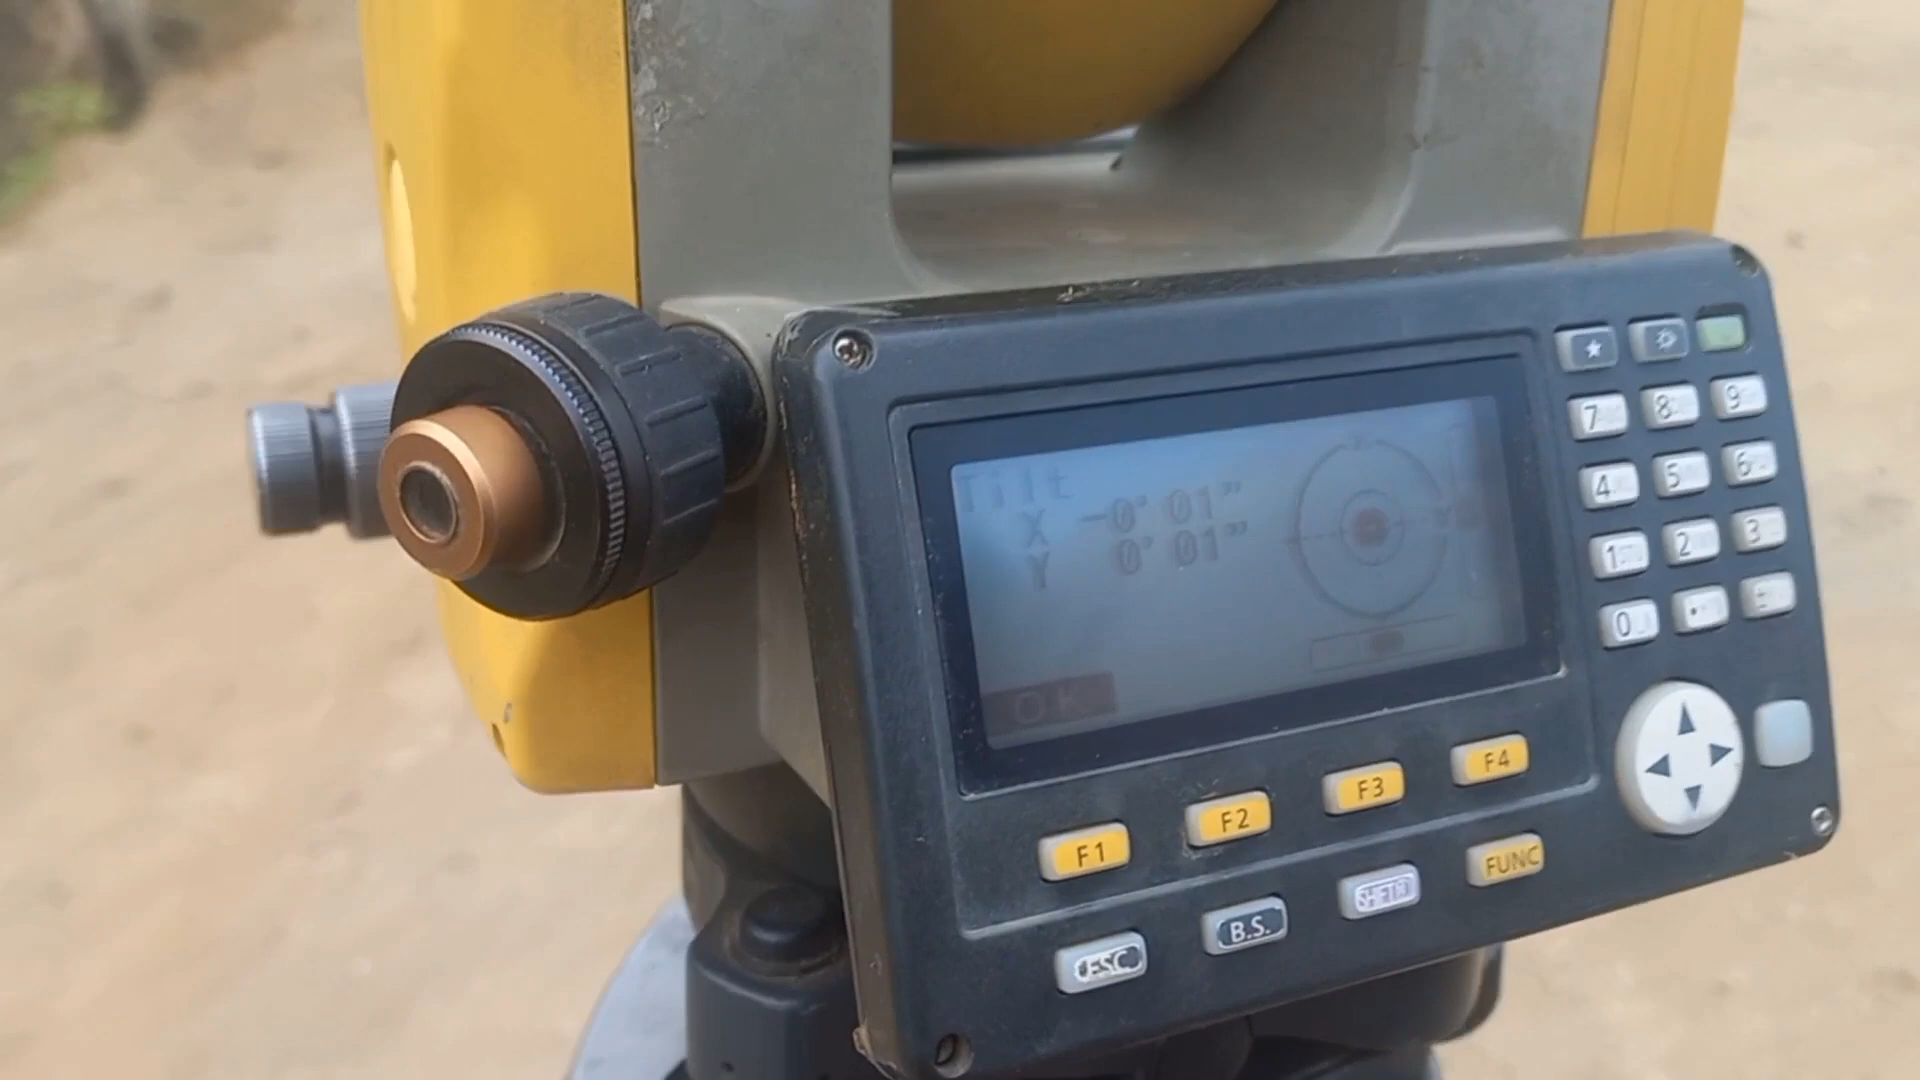 Tilt
X -0' 01"
Y 0' 01"
OK
7 8 9
4 5 6
1 2 3
0 . ±
F1 F2 F3 F4
ESC B.S. SHIFT FUNC